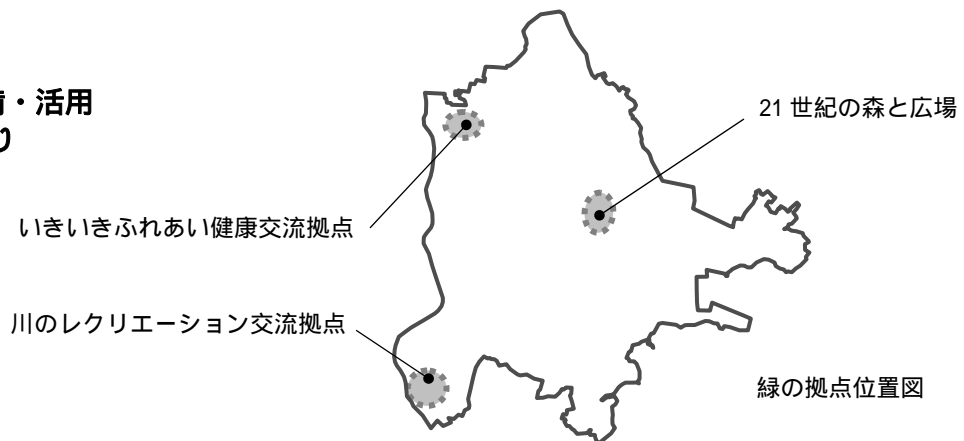 ・活用
り
21 世紀の森と広場
いきいきふれあい健康交流拠点
川のレクリエーション交流拠点
緑の拠点位置図